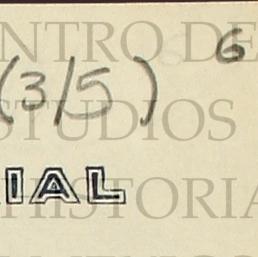 NTRO DE
6
(3/5)
STUDIOS
IAL
HISTORIA